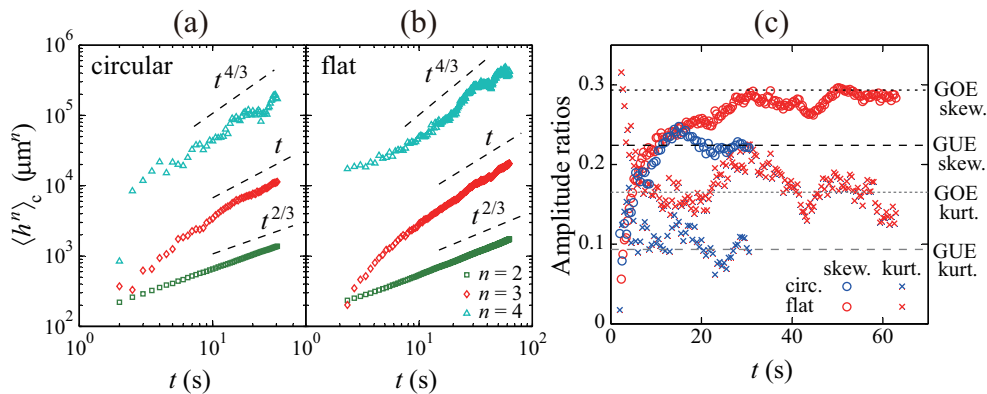 (a)
(b)
(c)
⟨hⁿ⟩c (μmⁿ)
10⁶
10⁵
10⁴
10³
10²
circular
t⁴/³
t
t²/³
10⁰
10¹
t (s)
flat
t⁴/³
t
t²/³
n = 2
n = 3
n = 4
10⁰
10¹
10²
t (s)
Amplitude ratios
0.3
0.2
0.1
0
GOE
skew.
GUE
skew.
GOE
kurt.
GUE
kurt.
skew. kurt.
circ.
flat
0
20
40
60
t (s)